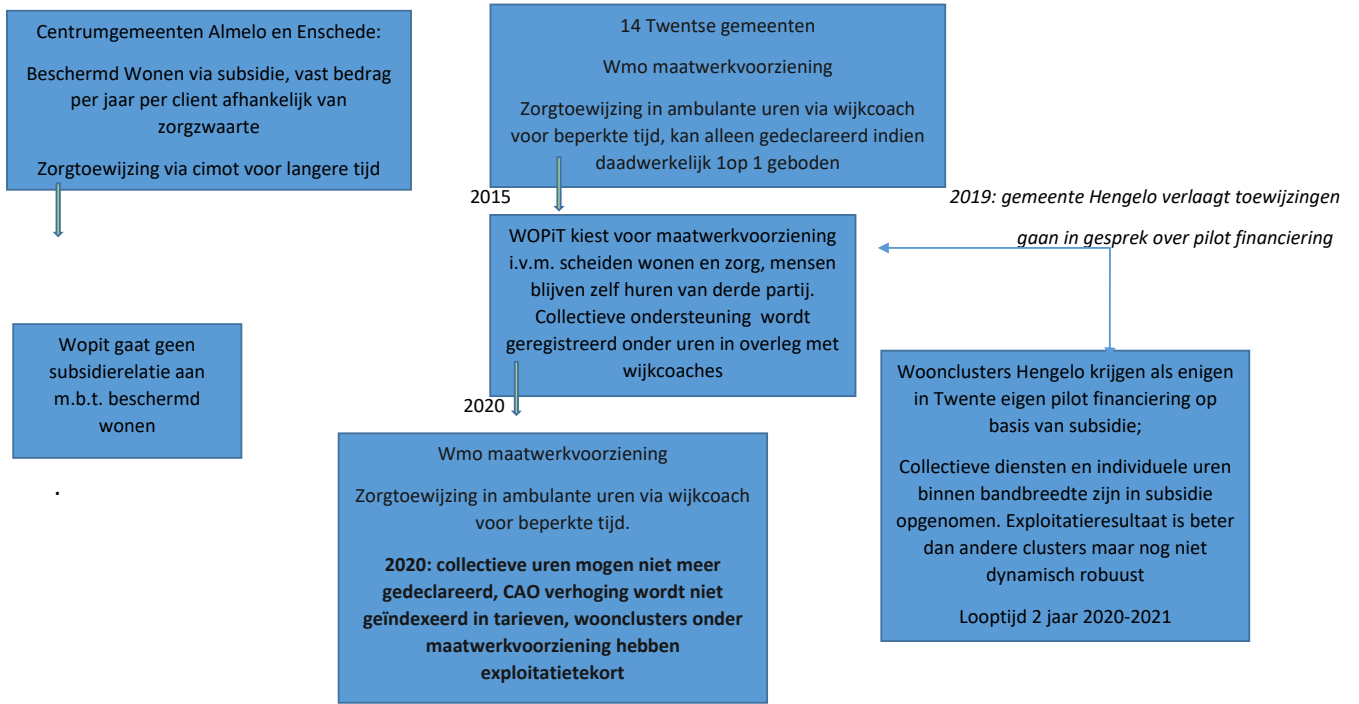 Centrumgemeenten Almelo en Enschede:
Beschermd Wonen via subsidie, vast bedrag
per jaar per client afhankelijk van
zorgzwaarte
Zorgtoewijzing via cimot voor langere tijd
14 Twentse gemeenten
Wmo maatwerkvoorziening
Zorgtoewijzing in ambulante uren via wijkcoach
voor beperkte tijd, kan alleen gedeclareerd indien
daadwerkelijk 1op 1 geboden
2015
2019: gemeente Hengelo verlaagt toewijzingen
gaan in gesprek over pilot financiering
WOPiT kiest voor maatwerkvoorziening
i.v.m. scheiden wonen en zorg, mensen
blijven zelf huren van derde partij.
Collectieve ondersteuning wordt
geregistreerd onder uren in overleg met
wijkcoaches
Wopit gaat geen
subsidierelatie aan
m.b.t. beschermd
wonen
.
2020
Woonclusters Hengelo krijgen als enigen
in Twente eigen pilot financiering op
basis van subsidie;
Collectieve diensten en individuele uren
binnen bandbreedte zijn in subsidie
opgenomen. Exploitatieresultaat is beter
dan andere clusters maar nog niet
dynamisch robuust
Looptijd 2 jaar 2020-2021
Wmo maatwerkvoorziening
Zorgtoewijzing in ambulante uren via wijkcoach
voor beperkte tijd.
2020: collectieve uren mogen niet meer
gedeclareerd, CAO verhoging wordt niet
geïndexeerd in tarieven, woonclusters onder
maatwerkvoorziening hebben
exploitatietekort